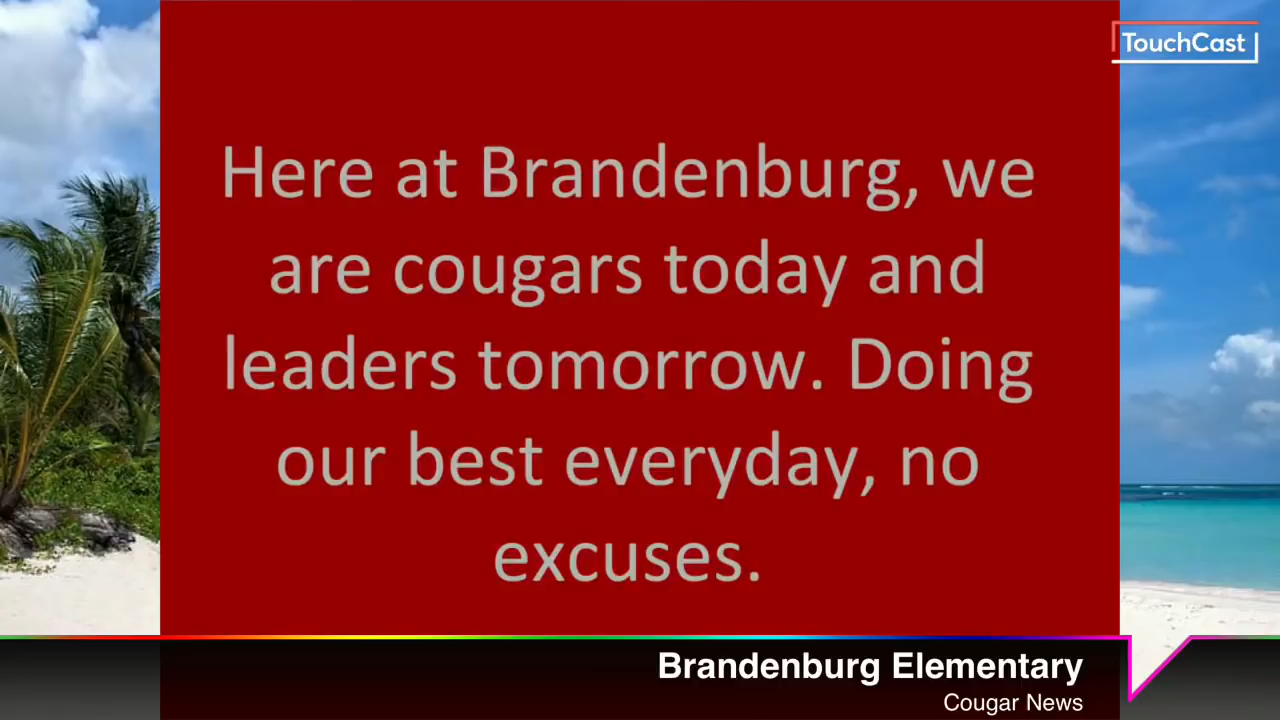 TouchCast
Here at Brandenburg, we
are cougars today and
leaders tomorrow. Doing
our best everyday, no
excuses.
Brandenburg Elementary
Cougar News